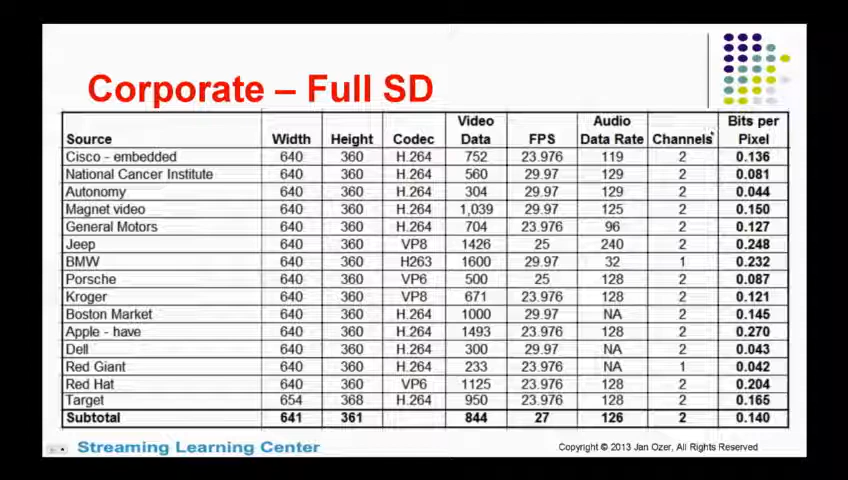 Corporate – Full SD
Source Width Height Codec Video Data FPS Audio Data Rate Channels Bits per Pixel
Cisco - embedded 640 360 H.264 752 23.976 119 2 0.136
National Cancer Institute 640 360 H.264 560 29.97 129 2 0.081
Autonomy 640 360 H.264 304 29.97 129 2 0.044
Magnet video 640 360 H.264 1,039 29.97 125 2 0.150
General Motors 640 360 H.264 704 23.976 96 2 0.127
Jeep 640 360 VP8 1426 25 240 2 0.248
BMW 640 360 H263 1600 29.97 32 1 0.232
Porsche 640 360 VP6 500 25 128 2 0.087
Kroger 640 360 VP8 671 23.976 128 2 0.121
Boston Market 640 360 H.264 1000 29.97 NA 2 0.145
Apple - have 640 360 H.264 1493 23.976 128 2 0.270
Dell 640 360 H.264 300 29.97 NA 2 0.043
Red Giant 640 360 H.264 233 23.976 NA 1 0.042
Red Hat 640 360 VP6 1125 23.976 128 2 0.204
Target 654 368 H.264 950 23.976 128 2 0.165
Subtotal 641 361 844 27 126 2 0.140
Streaming Learning Center
Copyright © 2013 Jan Ozer, All Rights Reserved